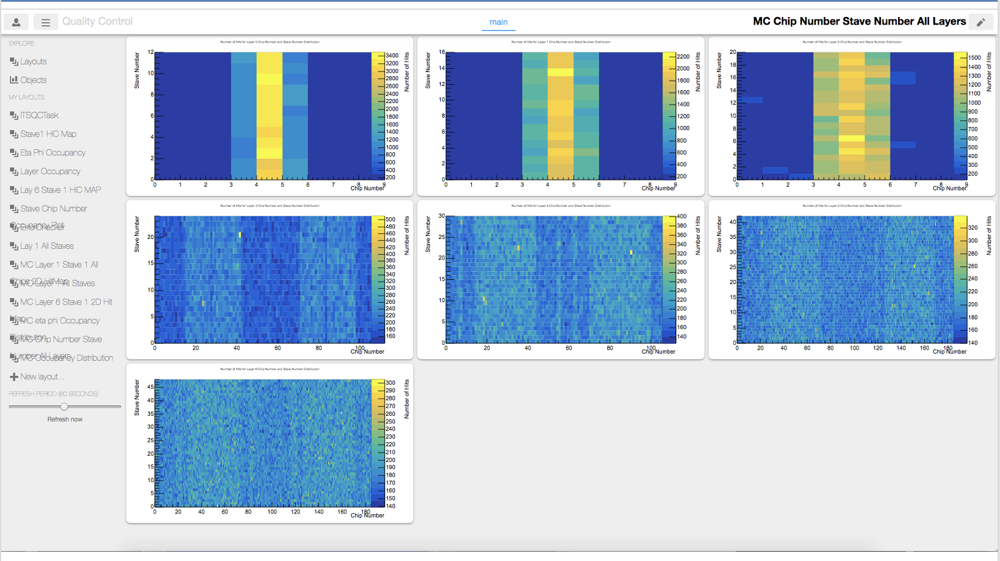 Quality Control
main
MC Chip Number Stave Number All Layers
EXPLORE
Layouts
Objects
MY LAYOUTS
ITSQCTask
Stave1 HIC Map
Eta Phi Occupancy
Layer Occupancy
Lay 6 Stave 1 HIC MAP
Stave Chip Number
Occupancy Plot
ErrorChecker
Lay 1 All Staves
MC Layer 1 Stave 1 All
Chips 2D HitMap
MC Layer 1 All Staves
MC Layer 6 Stave 1 2D Hit
Map
MC eta phi Occupancy
Distribution
MC Chip Number Stave
Number All Layers
MC Occupancy Distribution
New layout...
REFRESH PERIOD (60 SECONDS)
Refresh now
Number of Hits for Layer 0 Chip Number and Stave Number Distribution
Stave Number
12
10
8
6
4
2
0
0 1 2 3 4 5 6 7 8 9
Chip Number
3400
3200
3000
2800
2600
2400
2200
2000
1800
1600
1400
1200
1000
800
600
400
200
Number of Hits
Number of Hits for Layer 1 Chip Number and Stave Number Distribution
Stave Number
16
14
12
10
8
6
4
2
0
0 1 2 3 4 5 6 7 8 9
Chip Number
2200
2000
1800
1600
1400
1200
1000
800
600
400
200
Number of Hits
Number of Hits for Layer 2 Chip Number and Stave Number Distribution
Stave Number
20
18
16
14
12
10
8
6
4
2
0
0 1 2 3 4 5 6 7 8 9
Chip Number
1500
1400
1300
1200
1100
1000
900
800
700
600
500
400
300
200
Number of Hits
Number of Hits for Layer 3 Chip Number and Stave Number Distribution
Stave Number
20
15
10
5
0
0 20 40 60 80 100
Chip Number
500
480
460
440
420
400
380
360
340
320
300
280
260
240
220
200
180
160
Number of Hits
Number of Hits for Layer 4 Chip Number and Stave Number Distribution
Stave Number
30
25
20
15
10
5
0
0 20 40 60 80 100
Chip Number
400
380
360
340
320
300
280
260
240
220
200
180
160
140
Number of Hits
Number of Hits for Layer 5 Chip Number and Stave Number Distribution
Stave Number
40
35
30
25
20
15
10
5
0
0 20 40 60 80 100 120 140 160 180
Chip Number
320
300
280
260
240
220
200
180
160
140
Number of Hits
Number of Hits for Layer 6 Chip Number and Stave Number Distribution
Stave Number
45
40
35
30
25
20
15
10
5
0
0 20 40 60 80 100 120 140 160 180
Chip Number
300
290
280
270
260
250
240
230
220
210
200
190
180
170
160
150
140
Number of Hits